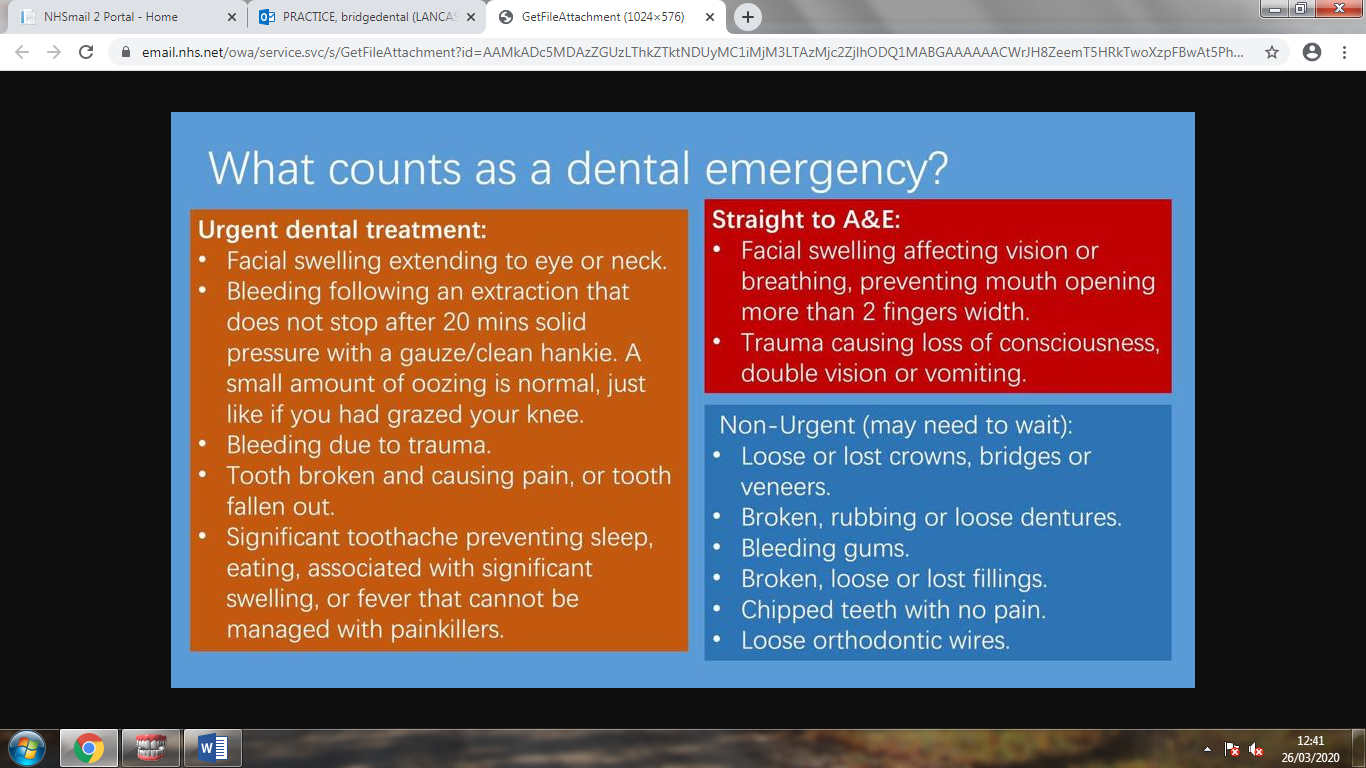 NHSmail 2 Portal - Home
PRACTICE, bridgedental (LANCAS
GetFileAttachment (1024×576)
email.nhs.net/owa/service.svc/s/GetFileAttachment?id=AAMkADc5MDAzZGUzLThkZTktNDUyMC1iMjM3LTAzMjc2ZjlhODQ1MABGAAAAAACWrJH8ZeemT5HRkTwoXzpFBwAt5Ph...
What counts as a dental emergency?
Urgent dental treatment:
• Facial swelling extending to eye or neck.
• Bleeding following an extraction that
does not stop after 20 mins solid
pressure with a gauze/clean hankie. A
small amount of oozing is normal, just
like if you had grazed your knee.
• Bleeding due to trauma.
• Tooth broken and causing pain, or tooth
fallen out.
• Significant toothache preventing sleep,
eating, associated with significant
swelling, or fever that cannot be
managed with painkillers.
Straight to A&E:
• Facial swelling affecting vision or
breathing, preventing mouth opening
more than 2 fingers width.
• Trauma causing loss of consciousness,
double vision or vomiting.
Non-Urgent (may need to wait):
• Loose or lost crowns, bridges or
veneers.
• Broken, rubbing or loose dentures.
• Bleeding gums.
• Broken, loose or lost fillings.
• Chipped teeth with no pain.
• Loose orthodontic wires.
12:41
26/03/2020